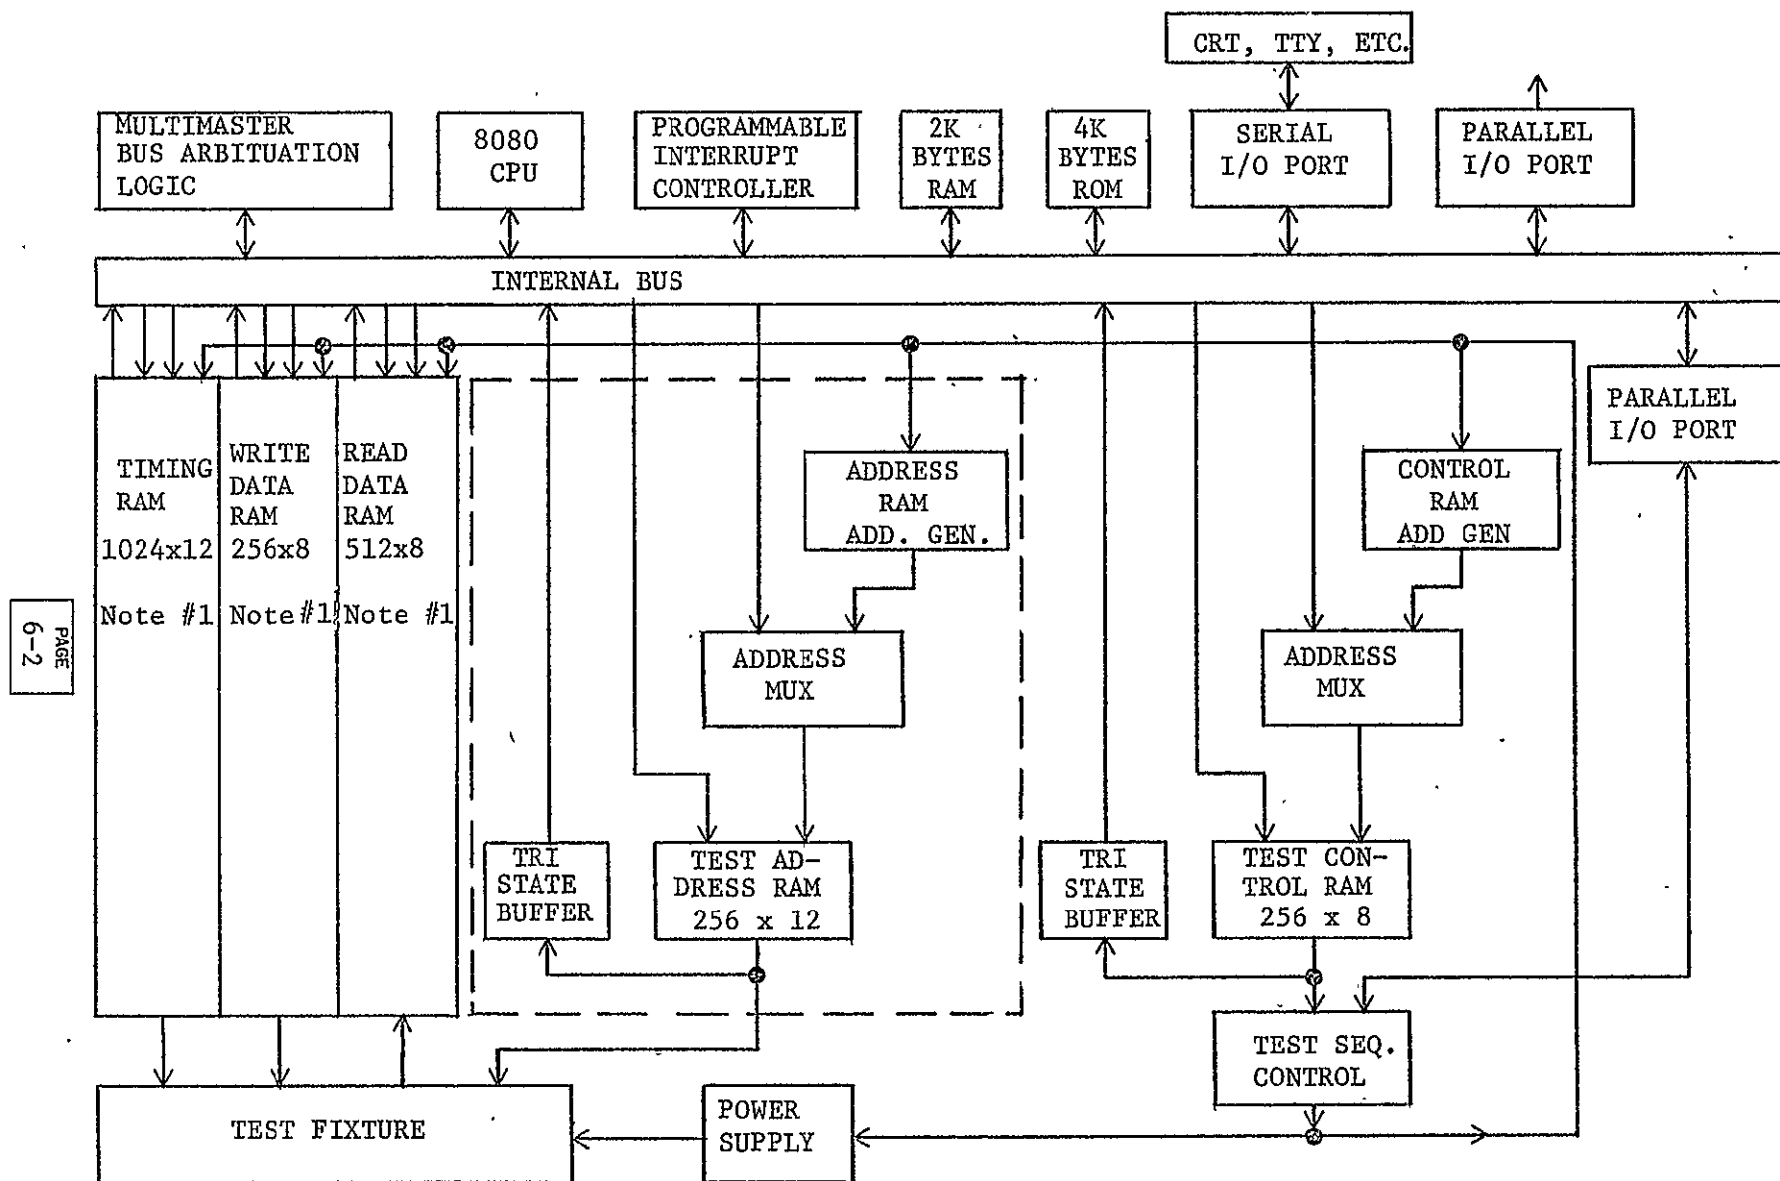 CRT, TTY, ETC.
MULTIMASTER
BUS ARBITUATION
LOGIC
8080
CPU
PROGRAMMABLE
INTERRUPT
CONTROLLER
2K
BYTES
RAM
4K
BYTES
ROM
SERIAL
I/O PORT
PARALLEL
I/O PORT
INTERNAL BUS
TIMING
RAM
1024x12
Note #1
WRITE
DATA
RAM
256x8
Note #1
READ
DATA
RAM
512x8
Note #1
ADDRESS
RAM
ADD. GEN.
CONTROL
RAM
ADD GEN
PARALLEL
I/O PORT
ADDRESS
MUX
ADDRESS
MUX
TRI
STATE
BUFFER
TEST AD-
DRESS RAM
256 x 12
TRI
STATE
BUFFER
TEST CON-
TROL RAM
256 x 8
TEST SEQ.
CONTROL
TEST FIXTURE
POWER
SUPPLY
PAGE
6-2